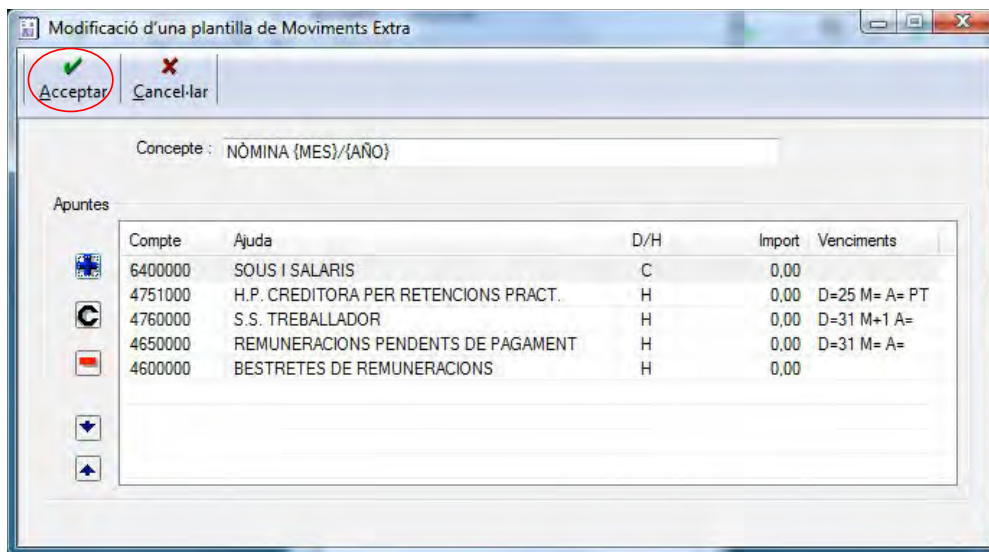 Modificació d'una plantilla de Moviments Extra
Acceptar Cancel·lar
Concepte : NÒMINA {MES}/{AÑO}
Apuntes
Compte Ajuda D/H Import Venciments
6400000 SOUS I SALARIS C 0,00
4751000 H.P. CREDITORA PER RETENCIONS PRACT. H 0,00 D=25 M= A= PT
C 4760000 S.S. TREBALLADOR H 0,00 D=31 M+1 A=
4650000 REMUNERACIONS PENDENTS DE PAGAMENT H 0,00 D=31 M= A=
4600000 BESTRETES DE REMUNERACIONS H 0,00